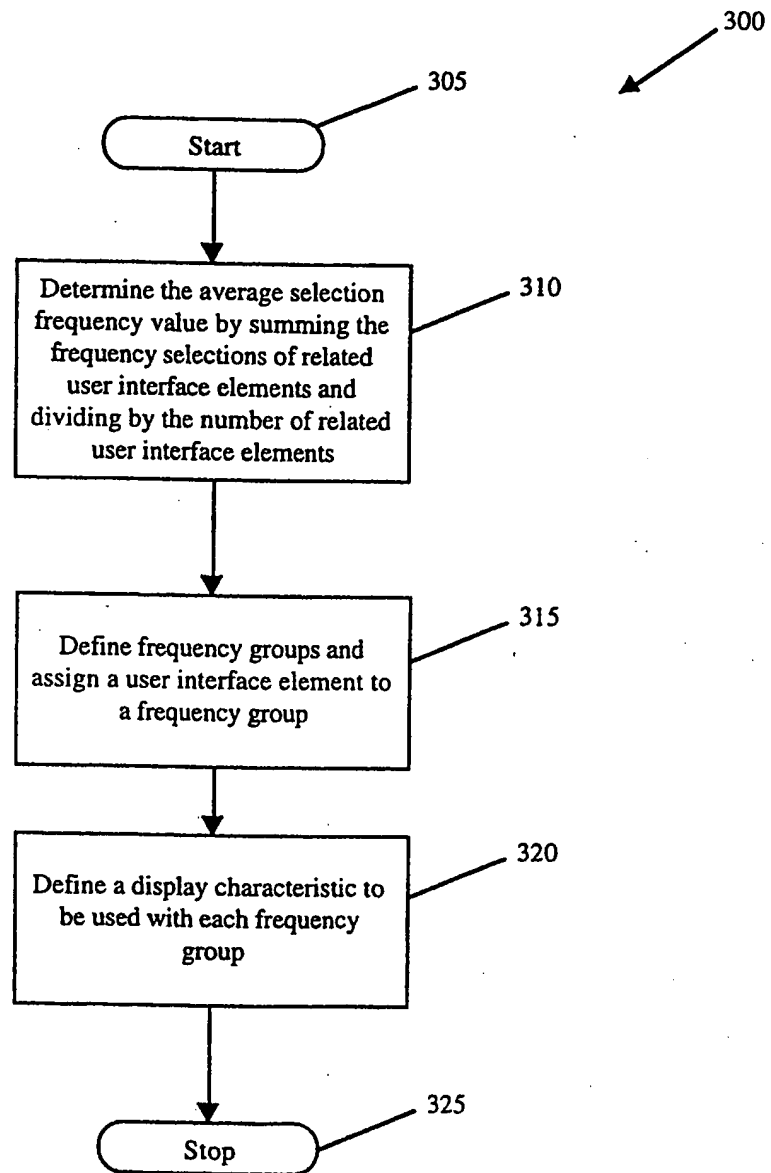 300
305
Start
Determine the average selection
frequency value by summing the
frequency selections of related
user interface elements and
dividing by the number of related
user interface elements
310
Define frequency groups and
assign a user interface element to
a frequency group
315
Define a display characteristic to
be used with each frequency
group
320
Stop
325